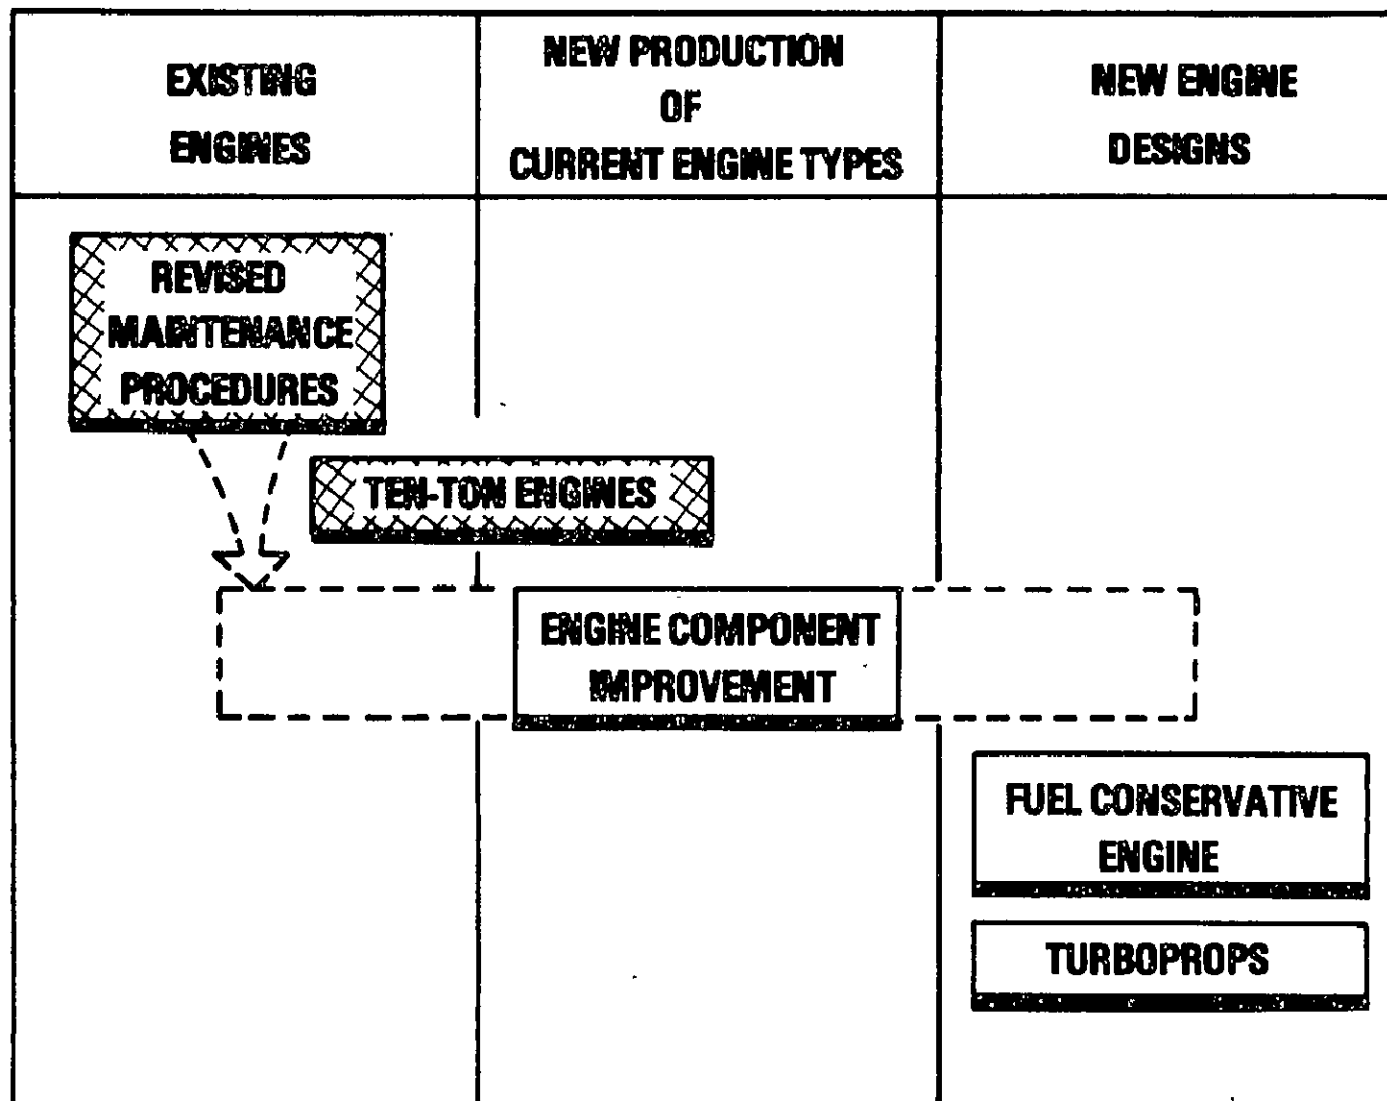 EXISTING
ENGINES
NEW PRODUCTION
OF
CURRENT ENGINE TYPES
NEW ENGINE
DESIGNS
REVISED
MAINTENANCE
PROCEDURES
TEN-TON ENGINES
ENGINE COMPONENT
IMPROVEMENT
FUEL CONSERVATIVE
ENGINE
TURBOPROPS